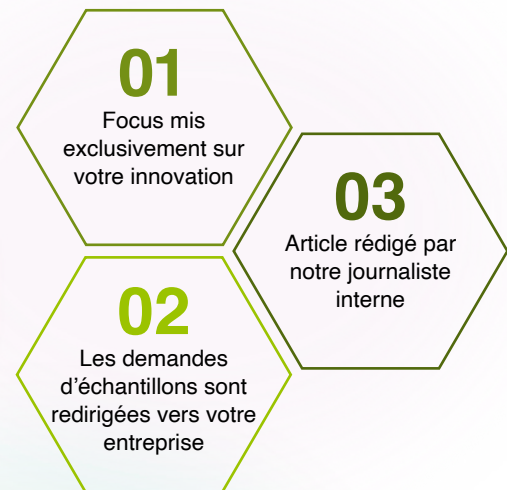 01
Focus mis
exclusivement sur
votre innovation
02
Les demandes
d’échantillons sont
redirigées vers votre
entreprise
03
Article rédigé par
notre journaliste
interne